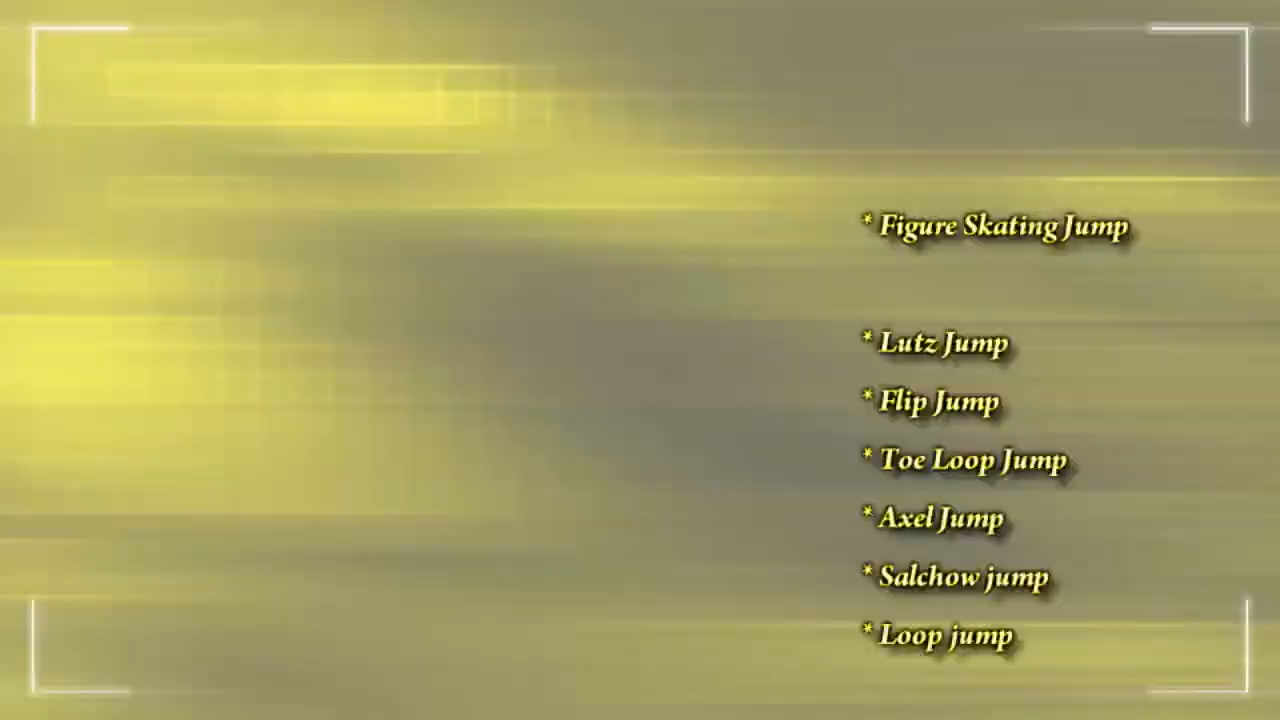 * Figure Skating Jump
* Lutz Jump
* Flip Jump
* Toe Loop Jump
* Axel Jump
* Salchow jump
* Loop jump